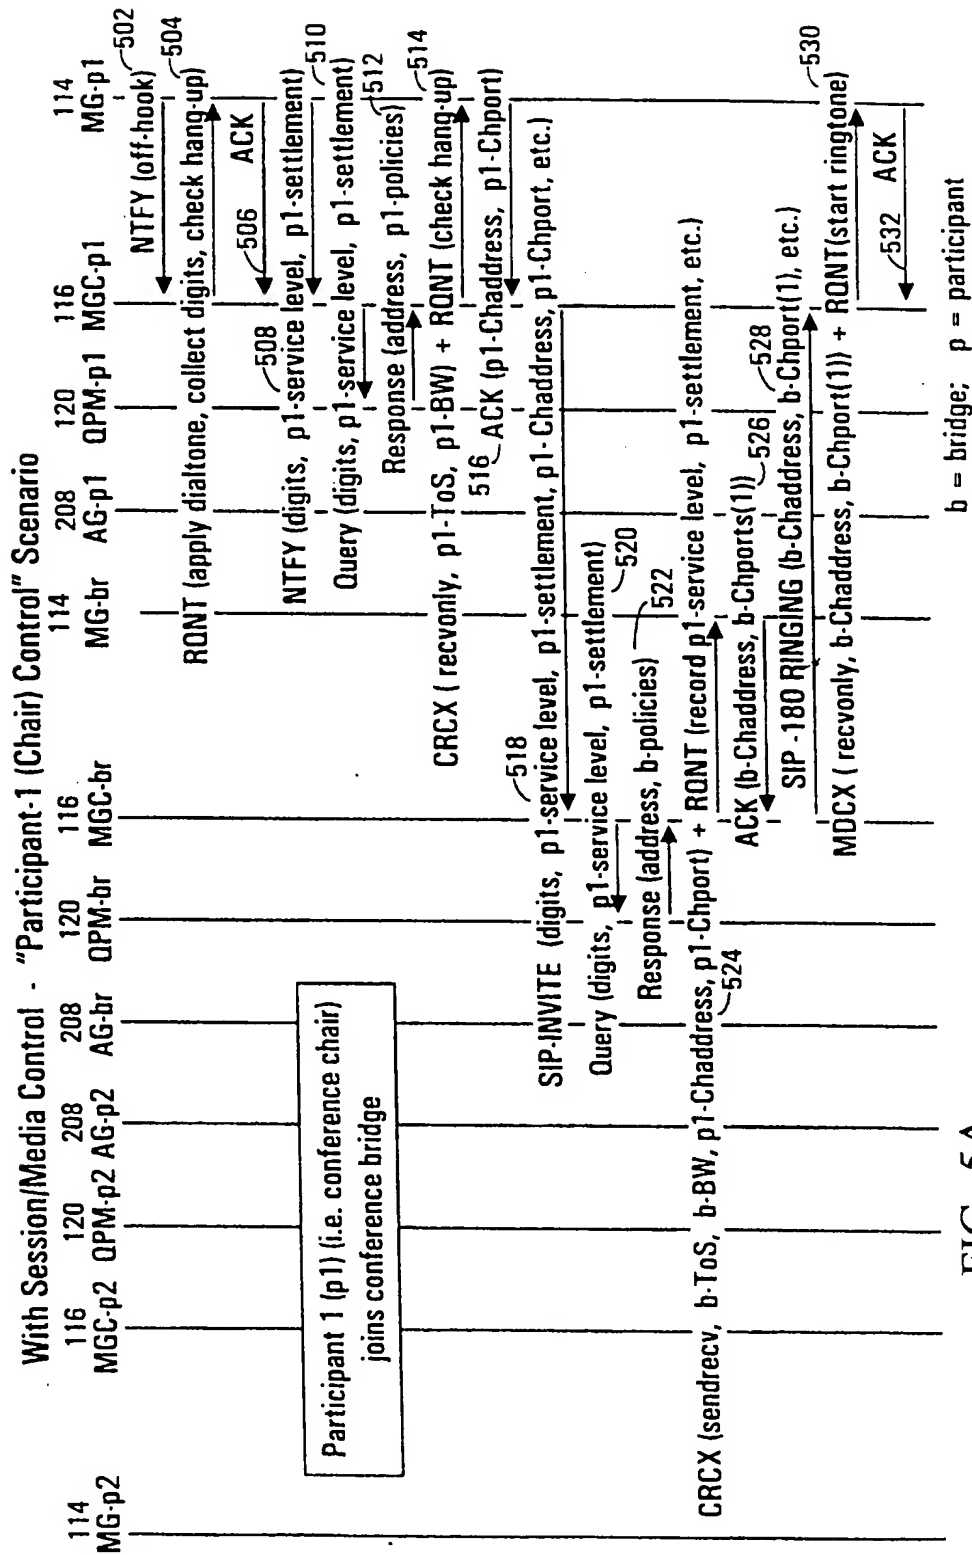 With Session/Media Control - "Participant-1 (Chair) Control" Scenario
114 116 120 208 208 120 116 114 208 120 116 114
MG-p2 MGC-p2 QPM-p2 AG-p2 AG-br QPM-br MGC-br MG-br AG-p1 QPM-p1 MGC-p1 MG-p1
NTFY (off-hook) 502
RQNT (apply dialtone, collect digits, check hang-up) 504
506 ACK
Participant 1 (p1) (i.e. conference chair)
joins conference bridge
508
NTFY (digits, p1-service level, p1-settlement)
Query (digits, p1-service level, p1-settlement) 510
Response (address, p1-policies) 512
CRCX ( recvonly, p1-ToS, p1-BW) + RQNT (check hang-up) 514
516 ACK (p1-Chaddress, p1-Chport)
518
SIP-INVITE (digits, p1-service level, p1-settlement, p1- Chaddress, p1-Chport, etc.)
Query (digits, p1-service level, p1-settlement) 520
Response (address, b-policies) 522
CRCX (sendrecv, b-ToS, b-BW, p1-Chaddress, p1-Chport) + RQNT (record p1-service level, p1-settlement, etc.)
524
ACK (b-Chaddress, b-Chports(1)) 526
SIP -180 RINGING (b-Chaddress, b-Chport(1), etc.) 528
MDCX ( recvonly, b-Chaddress, b-Chport(1)) + RQNT(start ringtone) 530
532 ACK
b = bridge; p = participant
FIG. 5A